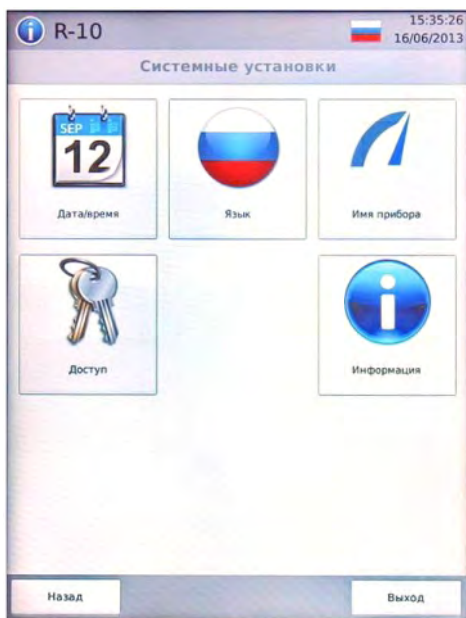 R-10
15:35:26
16/06/2013
Системные установки
SEP
12
Дата/время
Язык
Имя прибора
Доступ
Информация
Назад
Выход